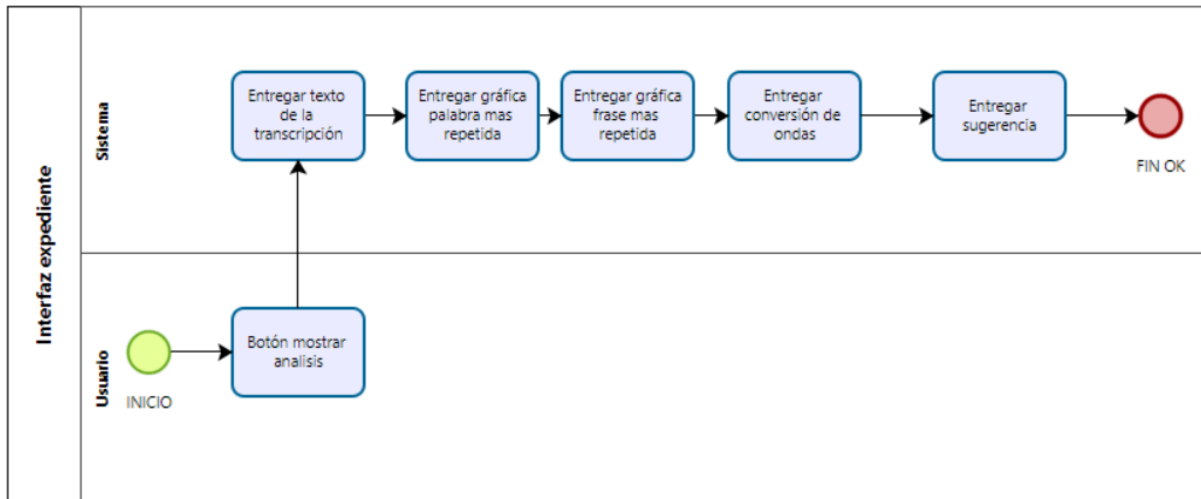 Interfaz expediente
Sistema
Entregar texto
de la
transcripción
Entregar gráfica
palabra mas
repetida
Entregar gráfica
frase mas
repetida
Entregar
conversión de
ondas
Entregar
sugerencia
FIN OK
Usuario
INICIO
Botón mostrar
analisis